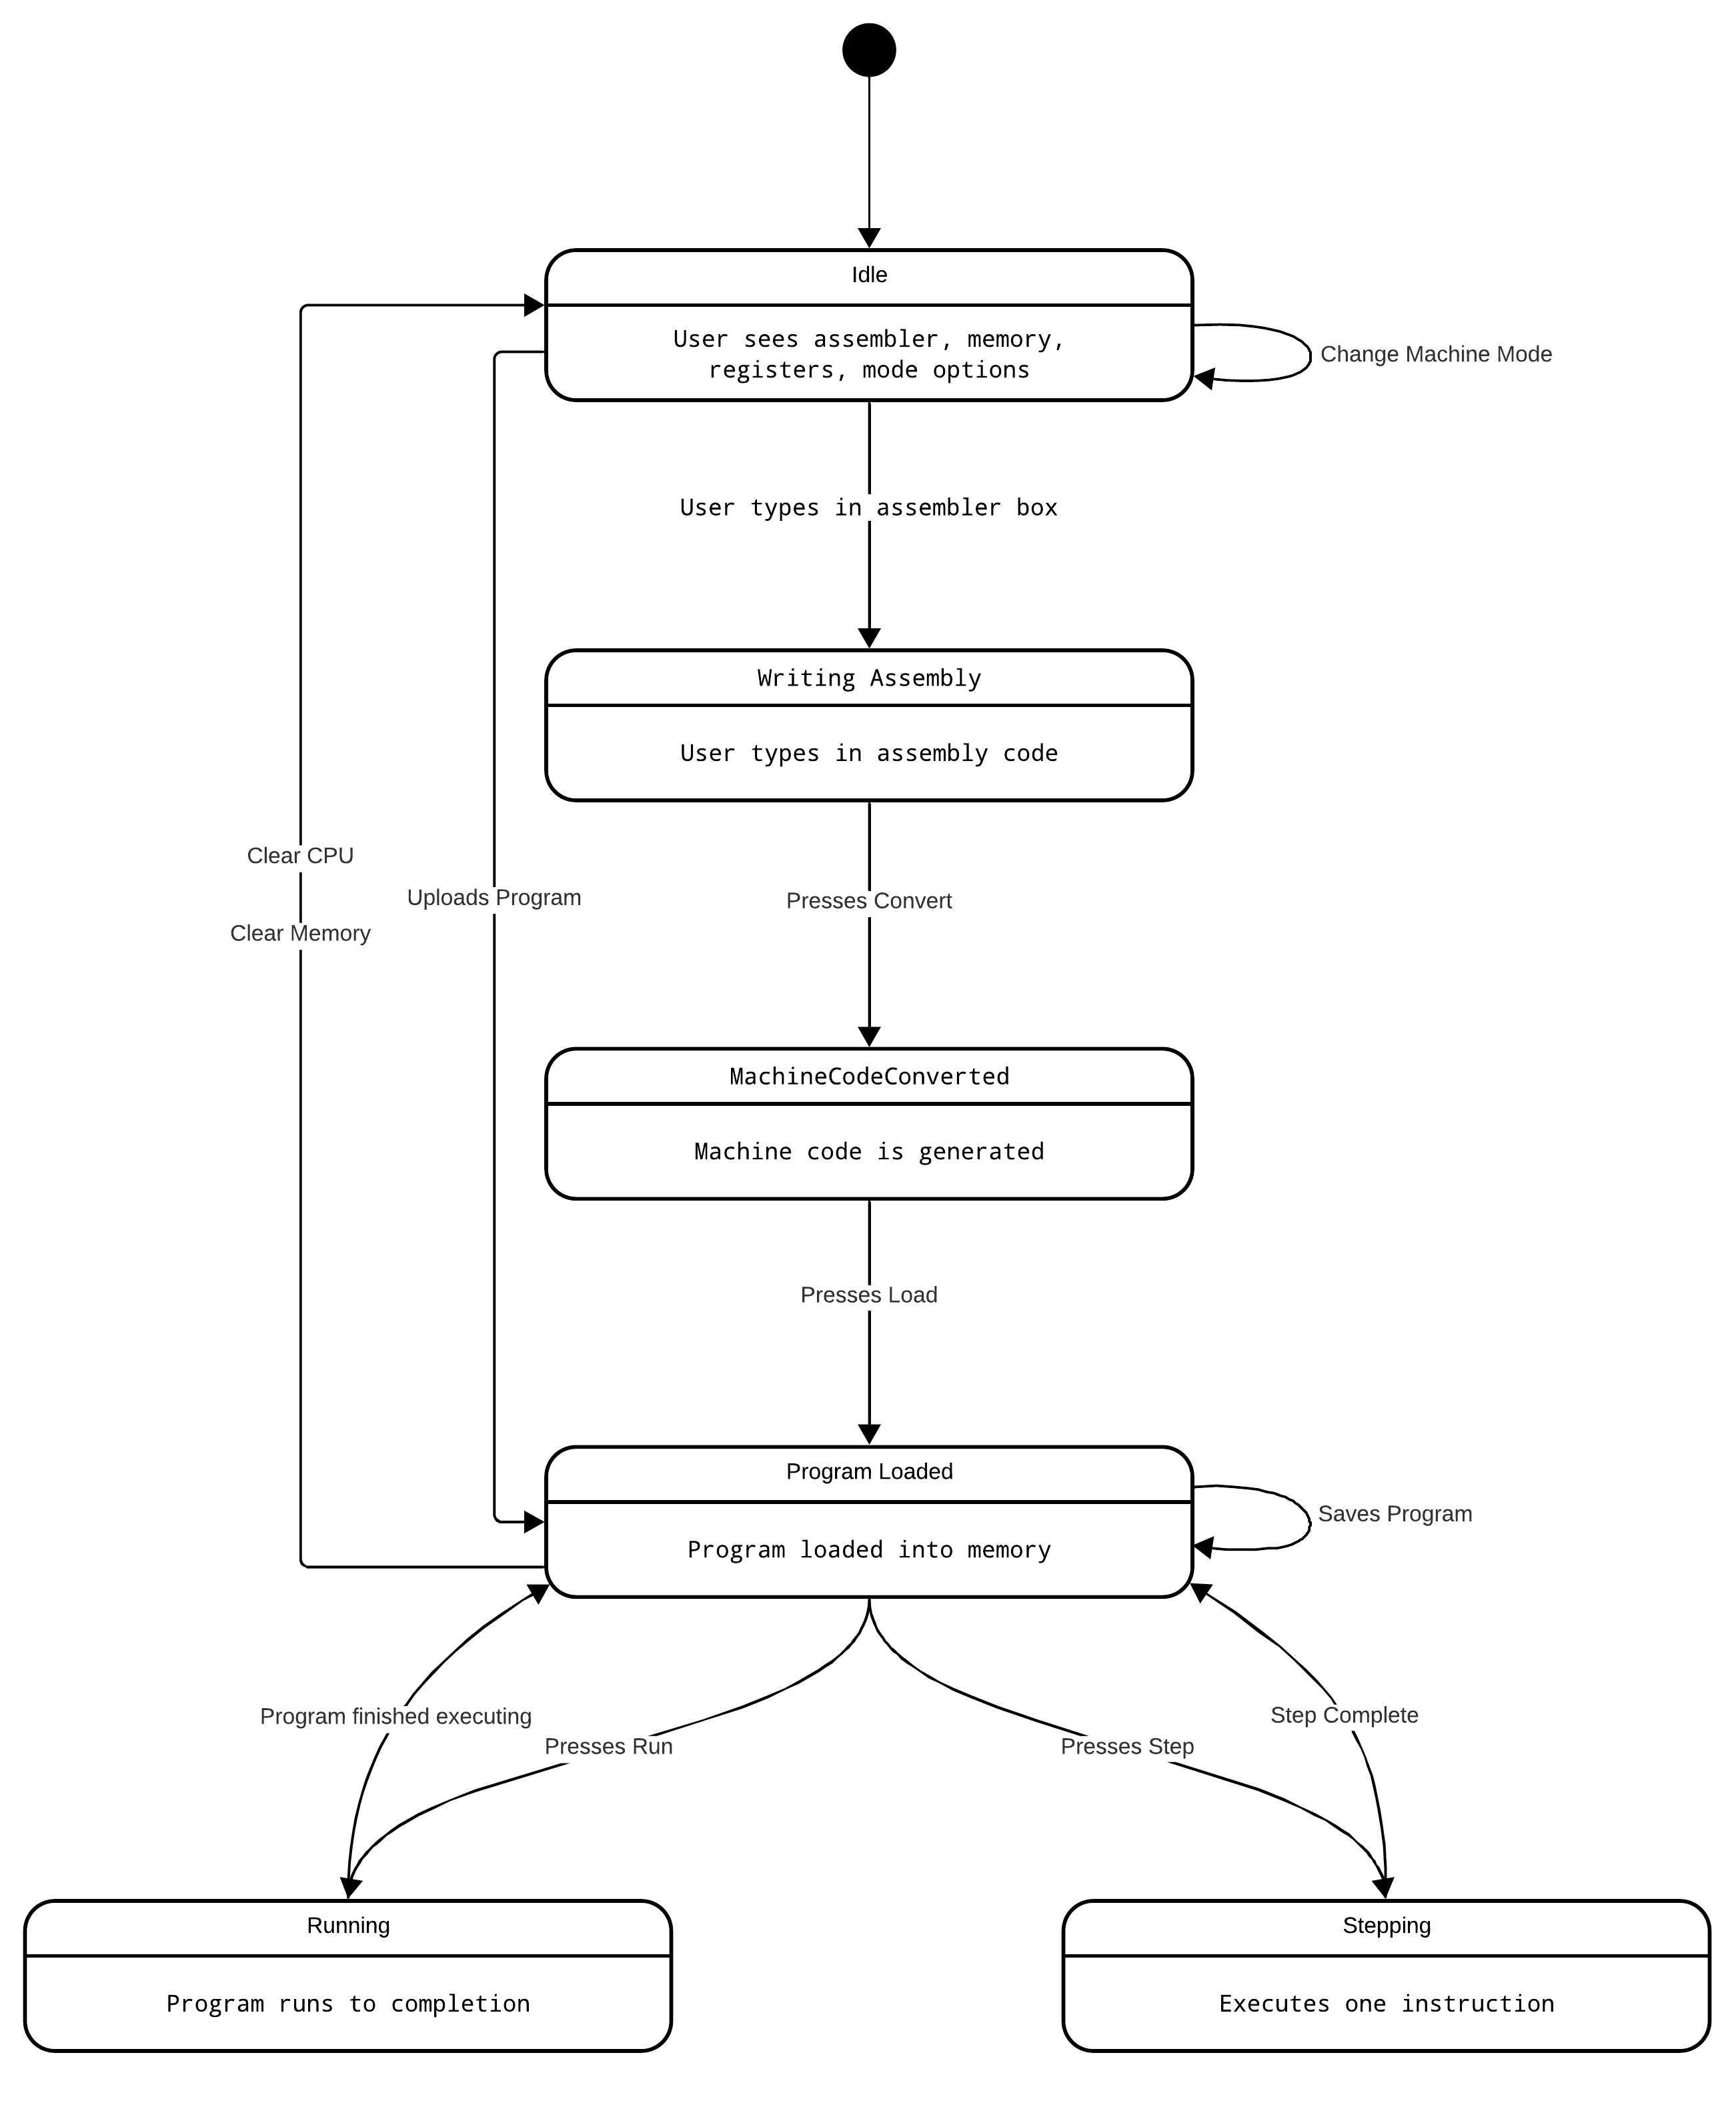 Idle
User sees assembler, memory,
registers, mode options
Change Machine Mode
User types in assembler box
Writing Assembly
User types in assembly code
Clear CPU
Uploads Program
Presses Convert
Clear Memory
MachineCodeConverted
Machine code is generated
Presses Load
Program Loaded
Program loaded into memory
Saves Program
Program finished executing
Presses Run
Presses Step
Step Complete
Running
Program runs to completion
Stepping
Executes one instruction